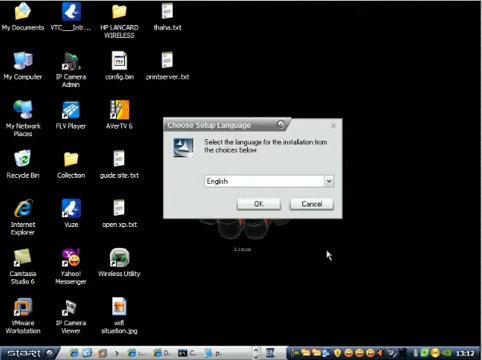 My Documents
VTC___Intr...
HP LANCARD
WIRELESS
thaha.txt
My Computer
IP Camera
Admin
config.bin
printserver.txt
My Network
Places
FLV Player
AVerTV 6
Recycle Bin
Collection
guide site.txt
Internet
Explorer
Vuze
open xp.txt
Camtasia
Studio 6
Yahoo!
Messenger
Wireless Utility
VMware
Workstation
IP Camera
Viewer
wifi
situation.jpg
Choose Setup Language
Select the language for the installation from
the choices below.
English
OK
Cancel
Linux
start
D.
C.
p.
EN
13:12